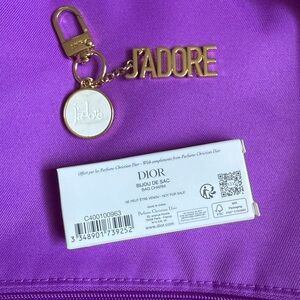 J'ADORE
j'adore
Offert par les Parfums Christian Dior - With compliments from Parfums Christian Dior
DIOR
BIJOU DE SAC
BAG CHARM
NE PEUT ÊTRE VENDU - NOT FOR SALE
Parfums Christian Dior
www.dior.com
C400100963
3 348901 739252